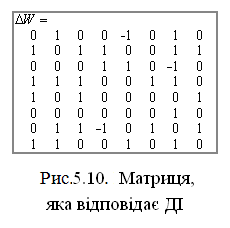 ΔW =
0 1 0 0 -1 0 1 0
1 0 1 1 0 0 1 1
0 0 0 1 1 0 -1 0
1 1 1 0 0 1 1 0
1 0 1 0 0 0 0 1
0 0 0 0 0 0 0 0
0 1 1 -1 0 1 0 1
1 1 0 0 1 0 1 0
Рис.5.10. Матриця,
яка відповідає ДІ